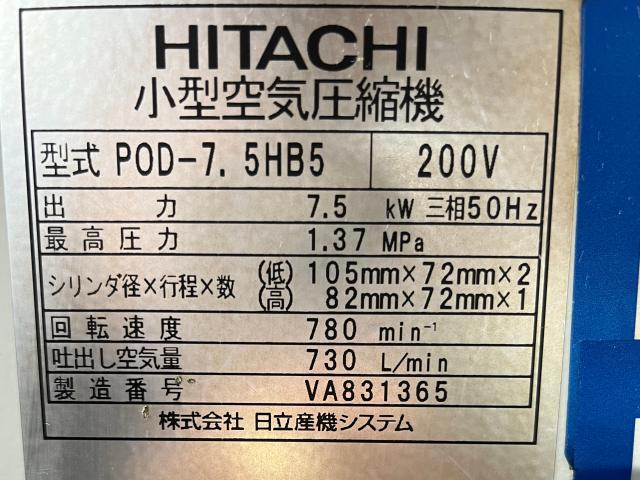 HITACHI
小型空気圧縮機
型式 POD-7.5HB5 200V
出力 7.5 kW 三相50Hz
最高圧力 1.37 MPa
シリンダ径×行程×数 (低) 105mm×72mm×2
(高) 82mm×72mm×1
回転速度 780 min⁻¹
吐出し空気量 730 L/min
製造番号 VA831365
株式会社 日立産機システム